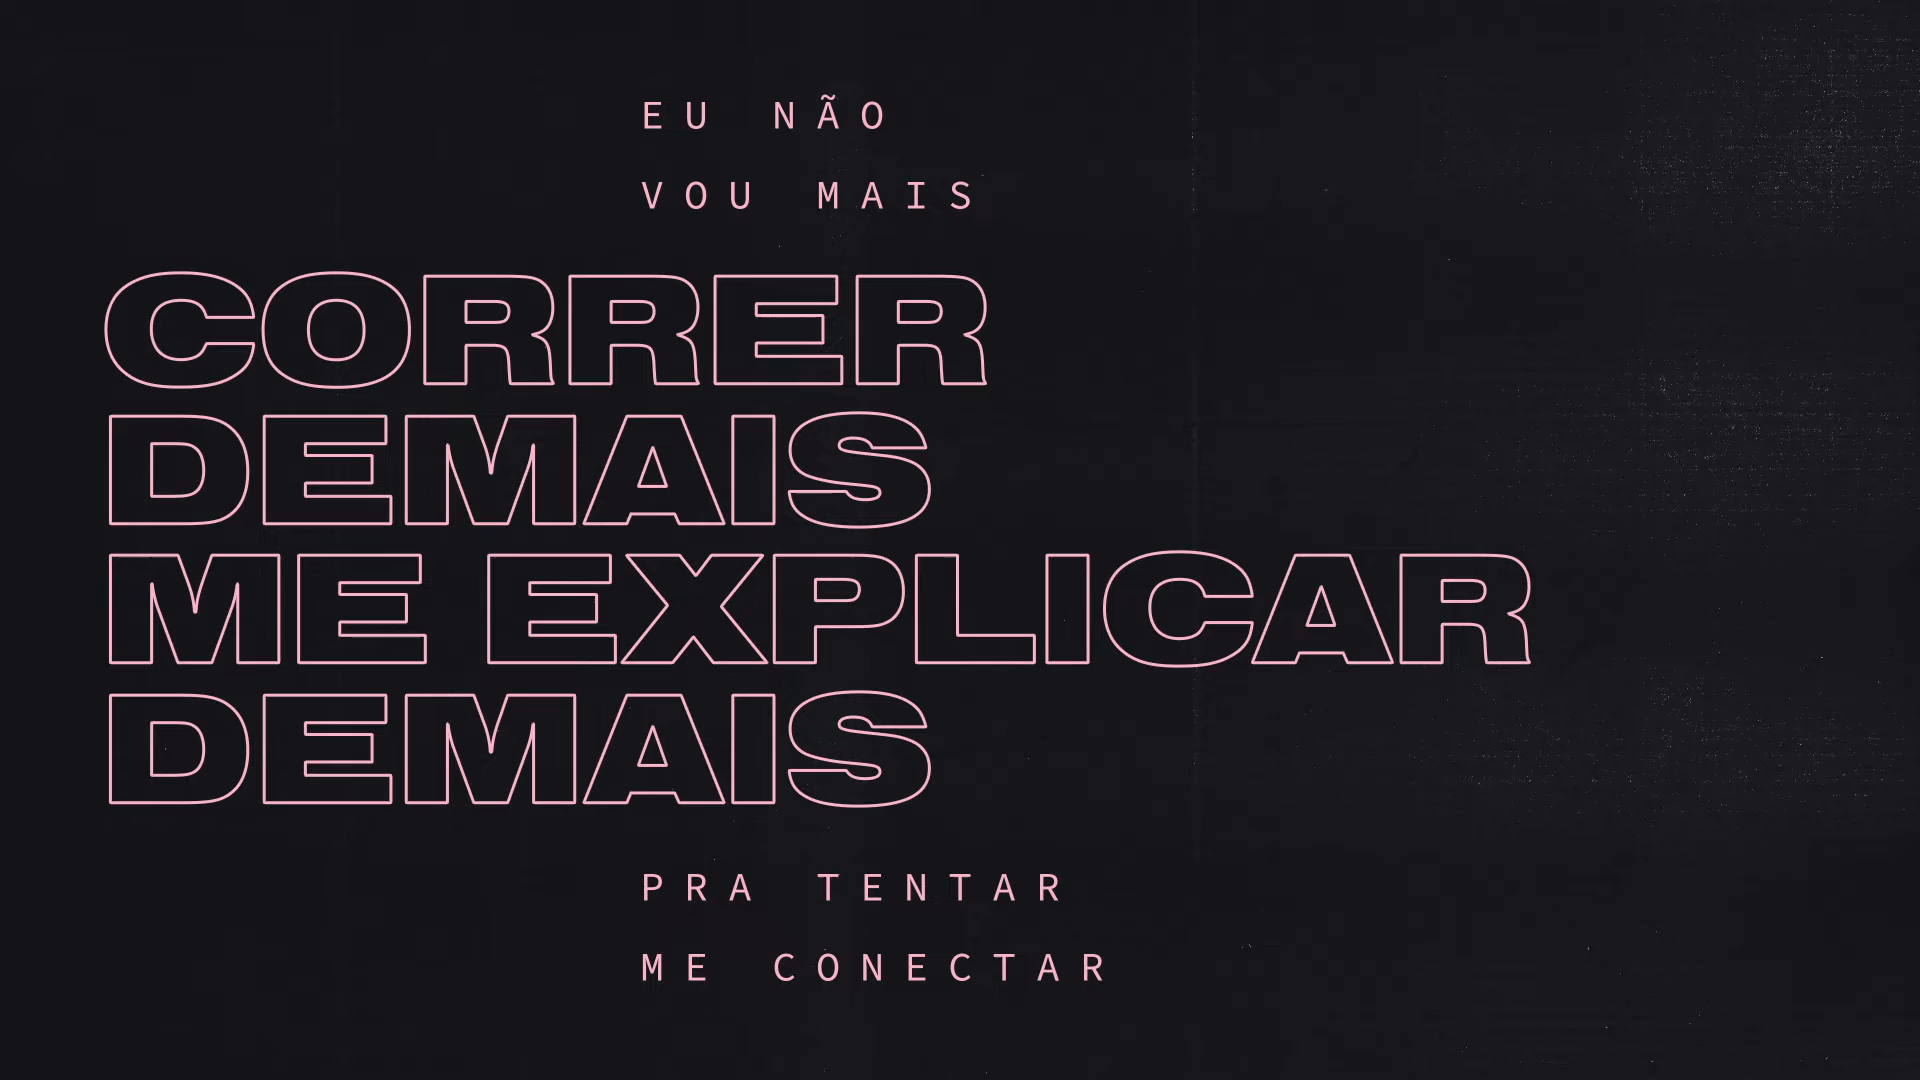 EU NÃO
VOU MAIS
CORRER
DEMAIS
ME EXPLICAR
DEMAIS
PRA TENTAR
ME CONECTAR